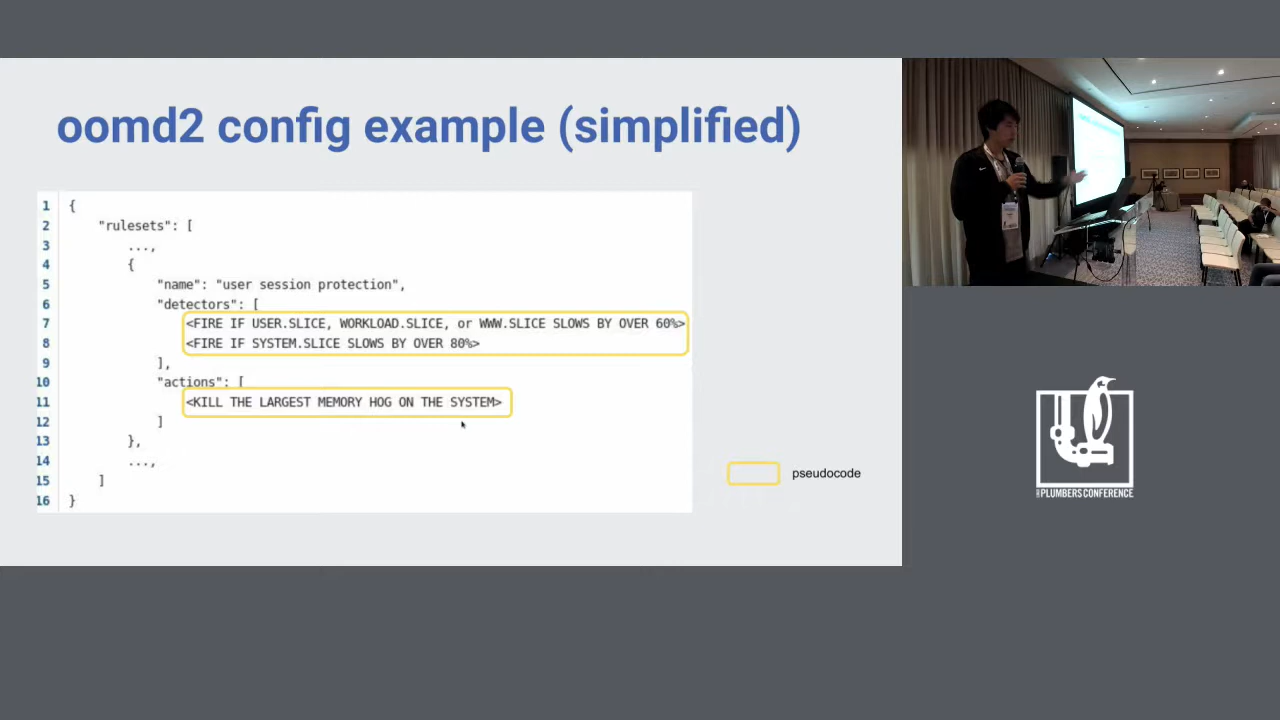 oomd2 config example (simplified)
1 {
2 "rulesets": [
3 ...,
4 {
5 "name": "user session protection",
6 "detectors": [
7 <FIRE IF USER.SLICE, WORKLOAD.SLICE, or WWW.SLICE SLOWS BY OVER 60%>
8 <FIRE IF SYSTEM.SLICE SLOWS BY OVER 80%>
9 ],
10 "actions": [
11 <KILL THE LARGEST MEMORY HOG ON THE SYSTEM>
12 ]
13 },
14 ...,
15 ]
16 }
pseudocode
PLUMBERS CONFERENCE